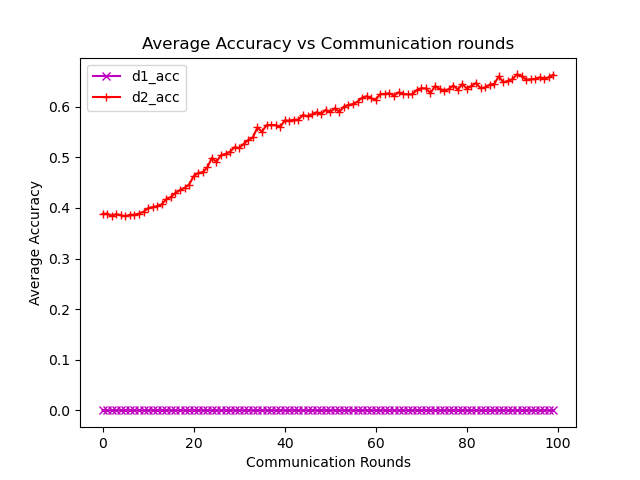 Average Accuracy vs Communication rounds
d1_acc
d2_acc
Average Accuracy
0.6
0.5
0.4
0.3
0.2
0.1
0.0
0 20 40 60 80 100
Communication Rounds